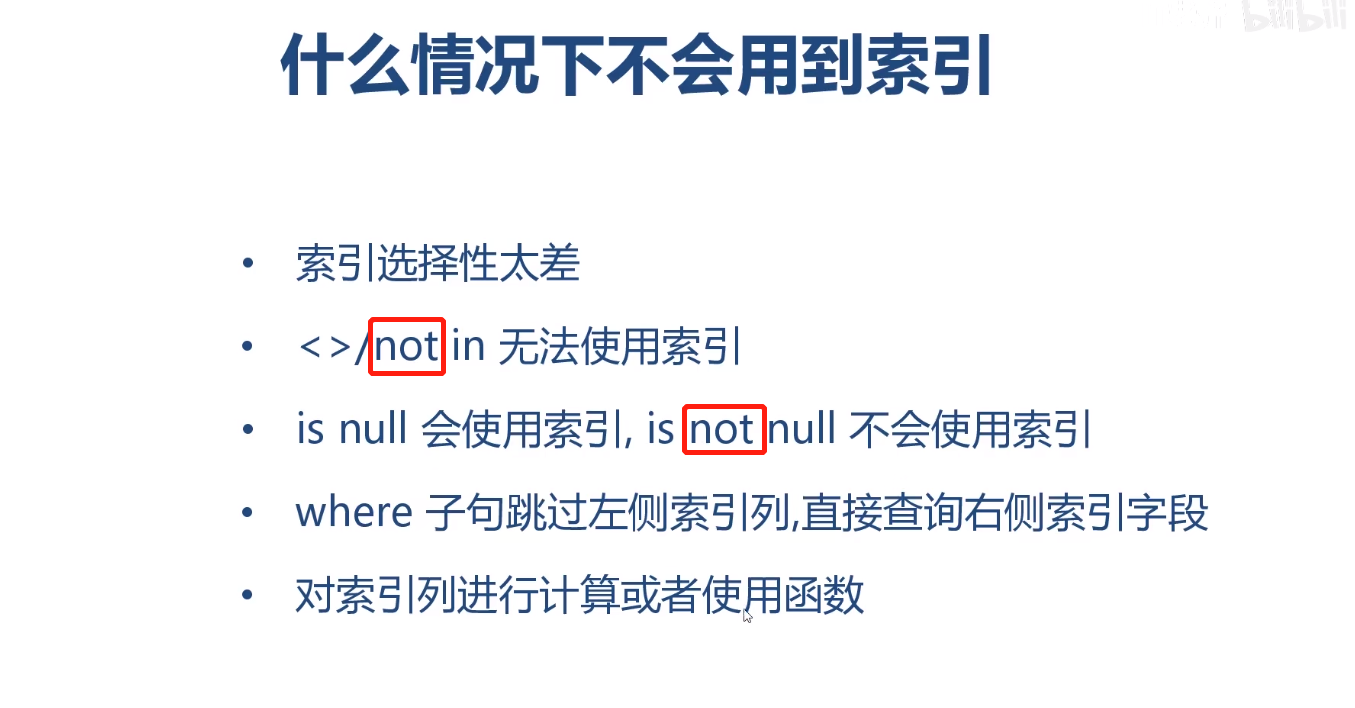 bilibili
什么情况下不会用到索引
• 索引选择性太差
• <>/not in 无法使用索引
• is null 会使用索引, is not null 不会使用索引
• where 子句跳过左侧索引列,直接查询右侧索引字段
• 对索引列进行计算或者使用函数